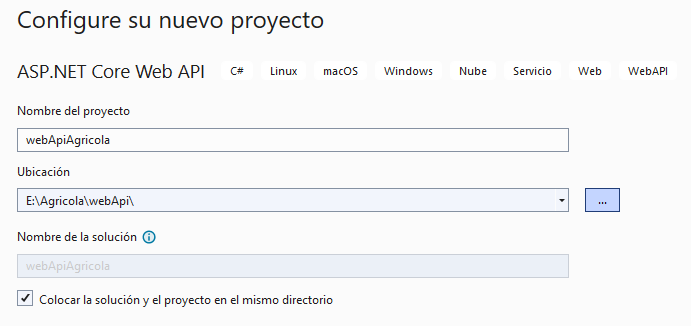 Configure su nuevo proyecto
ASP.NET Core Web API C# Linux macOS Windows Nube Servicio Web WebAPI
Nombre del proyecto
webApiAgricola
Ubicación
E:\Agricola\webApi\
...
Nombre de la solución
webApiAgricola
Colocar la solución y el proyecto en el mismo directorio